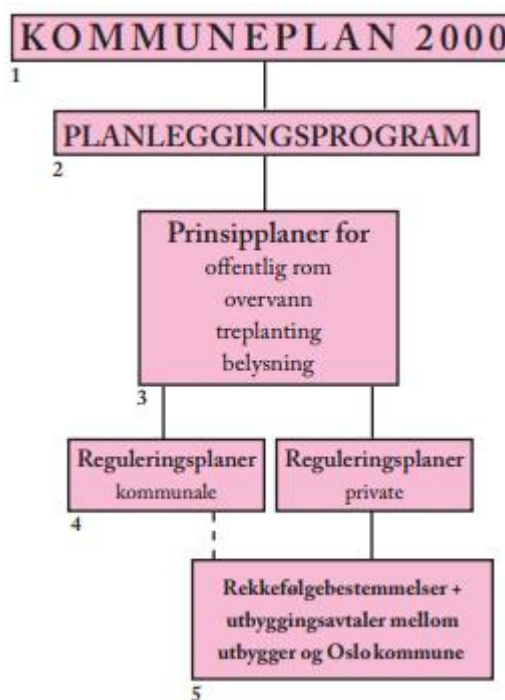 KOMMUNEPLAN 2000
1
PLANLEGGINGSPROGRAM
2
Prinsipplaner for
offentlig rom
overvann
treplanting
belysning
3
Reguleringsplaner
kommunale
4
Reguleringsplaner
private
Rekkefølgebestemmelser +
utbyggingsavtaler mellom
utbygger og Oslo kommune
5